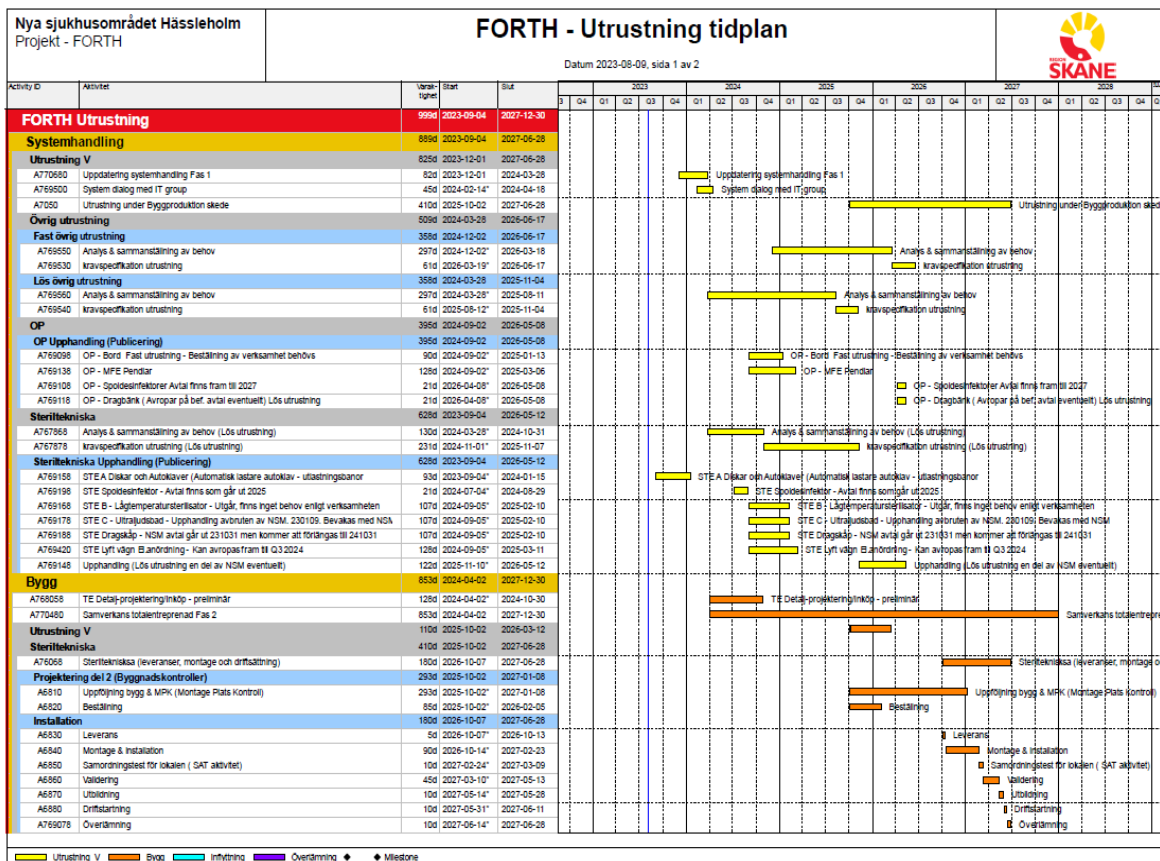 Nya sjukhusområdet Hässleholm
Projekt - FORTH
FORTH - Utrustning tidplan
Datum 2023-08-09, sida 1 av 2
REGION
SKÅNE
Activity ID Aktivitet Varak- Start Slut 2023 2024 2025 2026 2027 2028
tighet 3 Q4 Q1 Q2 Q3 Q4 Q1 Q2 Q3 Q4 Q1 Q2 Q3 Q4 Q1 Q2 Q3 Q4 Q1 Q2 Q3 Q4 Q1 Q2 Q3 Q4
FORTH Utrustning 999d 2023-09-04 2027-12-30
Systemhandling 889d 2023-09-04 2027-06-28
Utrustning V 825d 2023-12-01 2027-06-28
A770680 Uppdatering systemhandling Fas 1 82d 2023-12-01 2024-03-28 Uppdatering systemhandling Fas 1
A769500 System dialog med IT group 45d 2024-02-14* 2024-04-18 System dialog med IT group
A7050 Utrustning under Byggproduktion skede 410d 2025-10-02 2027-06-28 Utrustning under Byggproduktion skede
Övrig utrustning 509d 2024-03-28 2026-06-17
Fast övrig utrustning 358d 2024-12-02 2026-06-17
A769550 Analys & sammanställning av behov 297d 2024-12-02* 2026-03-18 Analys & sammanställning av behov
A769530 kravspecifikation utrustning 61d 2026-03-19* 2026-06-17 kravspecifikation utrustning
Lös övrig utrustning 358d 2024-03-28 2025-11-04
A769560 Analys & sammanställning av behov 297d 2024-03-28* 2025-08-11 Analys & sammanställning av behov
A769540 kravspecifikation utrustning 61d 2025-08-12* 2025-11-04 kravspecifikation utrustning
OP 395d 2024-09-02 2026-05-08
OP Upphandling (Publicering) 395d 2024-09-02 2026-05-08
A769098 OP - Bord Fast utrustning - Beställning av verksamhet behövs 90d 2024-09-02* 2025-01-13 OP - Bord Fast utrustning - Beställning av verksamhet behövs
A769138 OP - MFE Pendlar 128d 2024-09-02* 2025-03-06 OP - MFE Pendlar
A769108 OP - Spoldesinfektorer Avtal finns fram till 2027 21d 2026-04-08* 2026-05-08 OP - Spoldesinfektorer Avtal finns fram till 2027
A769118 OP - Dragbänk ( Avropar på bef. avtal eventuellt) Lös utrustning 21d 2026-04-08* 2026-05-08 OP - Dragbänk ( Avropar på bef. avtal eventuellt) Lös utrustning
Steriltekniska 628d 2023-09-04 2026-05-12
A767868 Analys & sammanställning av behov (Lös utrustning) 130d 2024-03-28* 2024-10-31 Analys & sammanställning av behov (Lös utrustning)
A767878 kravspecifikation utrustning (Lös utrustning) 231d 2024-11-01* 2025-11-07 kravspecifikation utrustning (Lös utrustning)
Steriltekniska Upphandling (Publicering) 628d 2023-09-04 2026-05-12
A769158 STE A Diskar och Autoklaver (Automatisk lastare autoklav - utlastningsbanor 93d 2023-09-04* 2024-01-15 STE A Diskar och Autoklaver (Automatisk lastare autoklav - utlastningsbanor
A769198 STE Spoldesinfektor - Avtal finns som går ut 2025 21d 2024-07-04* 2024-08-29 STE Spoldesinfektor - Avtal finns som går ut 2025
A769168 STE B - Lågtemperatursterilisator - Utgår, finns inget behov enligt verksamheten 107d 2024-09-05* 2025-02-10 STE B - Lågtemperatursterilisator - Utgår, finns inget behov enligt verksamheten
A769178 STE C - Ultraljudsbad - Upphandling avbruten av NSM. 230109. Bevakas med NSM 107d 2024-09-05* 2025-02-10 STE C - Ultraljudsbad - Upphandling avbruten av NSM. 230109. Bevakas med NSM
A769188 STE Dragskåp - NSM avtal går ut 231031 men kommer att förlängas till 241031 107d 2024-09-05* 2025-02-10 STE Dragskåp - NSM avtal går ut 231031 men kommer att förlängas till 241031
A769420 STE Lyft vägn El.anordning - Kan avropas fram til Q3 2024 128d 2024-09-05* 2025-03-11 STE Lyft vägn El.anordning - Kan avropas fram til Q3 2024
A769148 Upphandling (Lös utrustning en del av NSM eventuellt) 122d 2025-11-10* 2026-05-12 Upphandling (Lös utrustning en del av NSM eventuellt)
Bygg 853d 2024-04-02 2027-12-30
A768058 TE Detalj-projektering/inköp - preliminär 128d 2024-04-02* 2024-10-30 TE Detalj-projektering/inköp - preliminär
A770480 Samverkans totalentreprenad Fas 2 853d 2024-04-02 2027-12-30 Samverkans totalentrepre
Utrustning V 110d 2025-10-02 2026-03-12
Steriltekniska 410d 2025-10-02 2027-06-28
A76068 Steriltekniksa (leveranser, montage och driftsättning) 180d 2026-10-07 2027-06-28 Steriltekniksa (leveranser, montage o
Projektering del 2 (Byggnadskontroller) 293d 2025-10-02 2027-01-08
A6810 Uppföljning bygg & MPK (Montage Plats Kontroll) 293d 2025-10-02* 2027-01-08 Uppföljning bygg & MPK (Montage Plats Kontroll)
A6820 Beställning 85d 2025-10-02* 2026-02-05 Beställning
Installation 180d 2026-10-07 2027-06-28
A6830 Leverans 5d 2026-10-07* 2026-10-13 Leverans
A6840 Montage & Installation 90d 2026-10-14* 2027-02-23 Montage & Installation
A6850 Samordningstest för lokalen ( SAT aktivitet) 10d 2027-02-24* 2027-03-09 Samordningstest för lokalen ( SAT aktivitet)
A6860 Validering 45d 2027-03-10* 2027-05-13 Validering
A6870 Utbildning 10d 2027-05-14* 2027-05-28 Utbildning
A6880 Driftstartning 10d 2027-05-31* 2027-06-11 Driftstartning
A769078 Överlämning 10d 2027-06-14* 2027-06-28 Överlämning
Utrustning V Bygg Inflyttning Överlämning Milestone